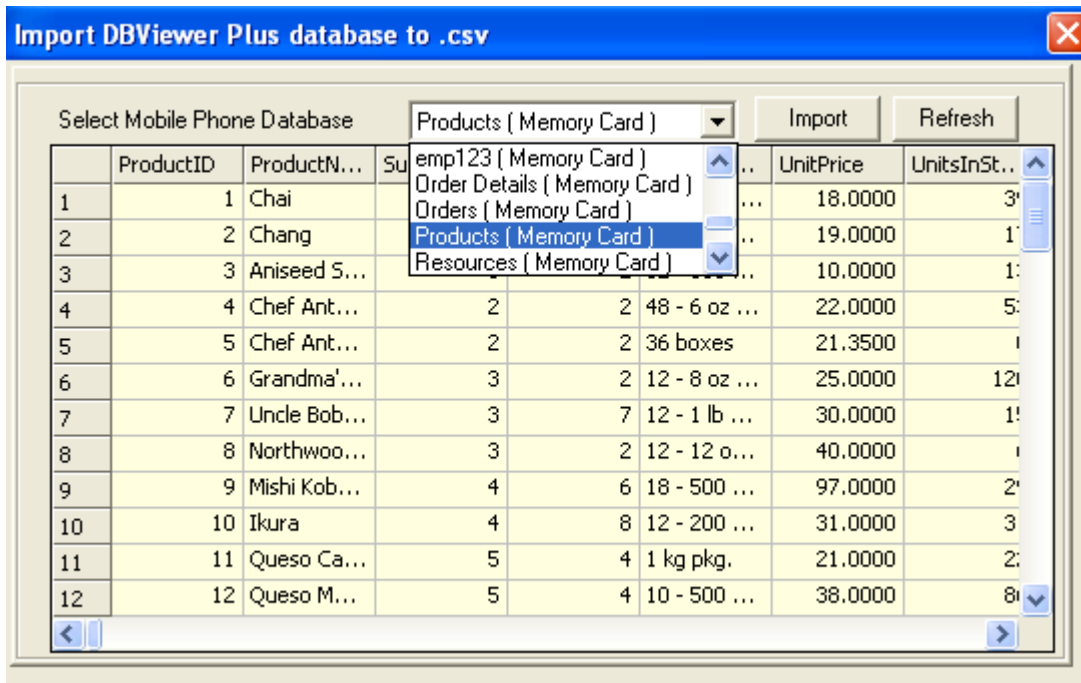 Import DBViewer Plus database to .csv
Select Mobile Phone Database Products ( Memory Card ) Import Refresh
emp123 ( Memory Card )
Order Details ( Memory Card )
Orders ( Memory Card )
Products ( Memory Card )
Resources ( Memory Card )
ProductID ProductN... Su .. UnitPrice UnitsInSt...
1 1 Chai ... 18.0000
2 2 Chang .. 19.0000
3 3 Aniseed S... 10.0000
4 4 Chef Ant... 2 2 48 - 6 oz ... 22.0000
5 5 Chef Ant... 2 2 36 boxes 21.3500
6 6 Grandma'... 3 2 12 - 8 oz ... 25.0000
7 7 Uncle Bob... 3 7 12 - 1 lb ... 30.0000
8 8 Northwoo... 3 2 12 - 12 o... 40.0000
9 9 Mishi Kob... 4 6 18 - 500 ... 97.0000
10 10 Ikura 4 8 12 - 200 ... 31.0000
11 11 Queso Ca... 5 4 1 kg pkg. 21.0000
12 12 Queso M... 5 4 10 - 500 ... 38.0000